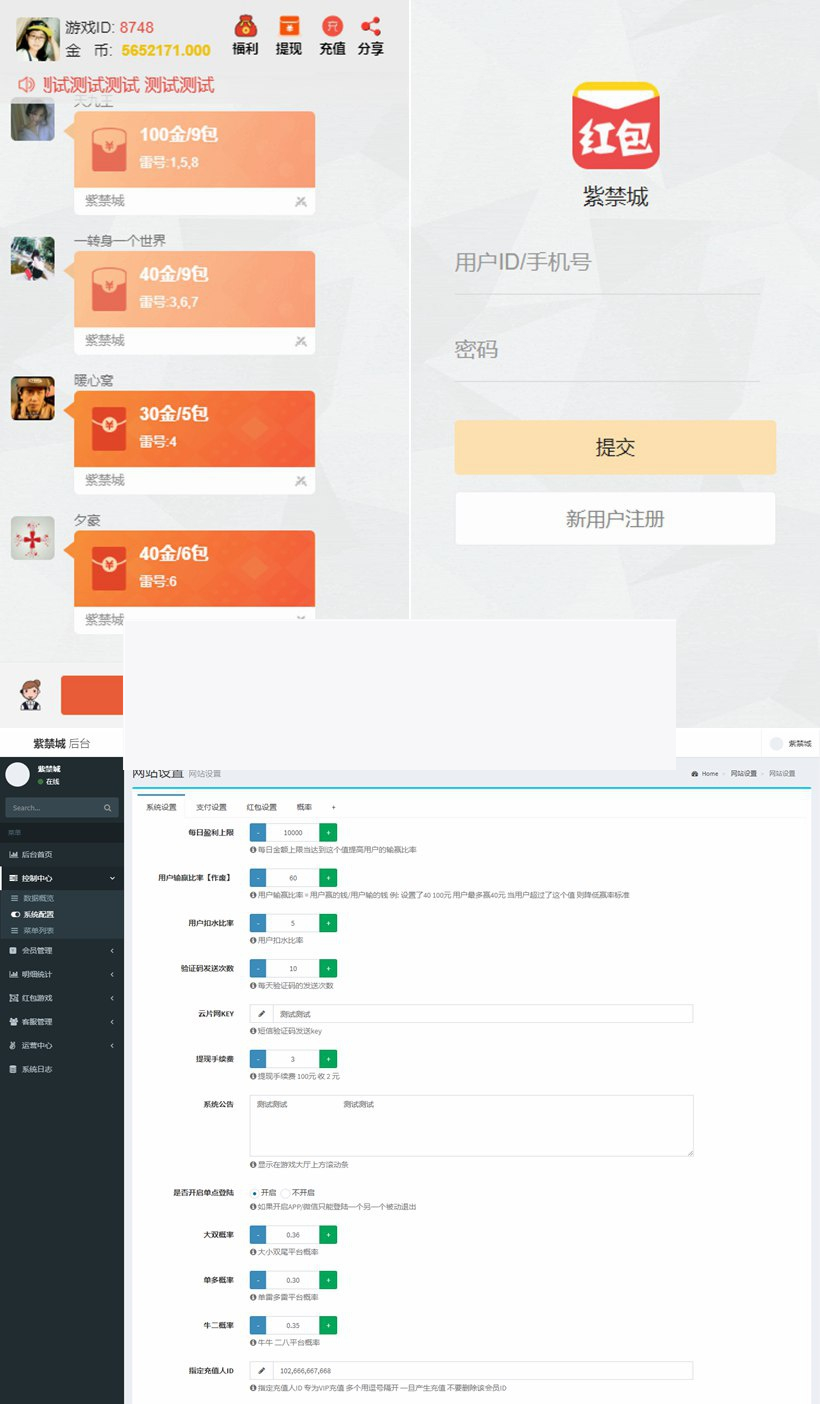 游戏ID: 8748
金 币: 5652171.000
福利 提现 充值 分享
测试测试测试 测试测试
天九王
100金/9包
雷号:1,5,8
紫禁城
一转身一个世界
40金/9包
雷号:3,6,7
紫禁城
暖心窝
30金/5包
雷号:4
紫禁城
夕豪
40金/6包
雷号:6
紫禁城
红包
紫禁城
用户ID/手机号
密码
提交
新用户注册
紫禁城 后台
紫禁城
紫禁城
在线
Search...
菜单
后台首页
控制中心
数据概览
系统配置
菜单列表
会员管理
明细统计
红包游戏
客服管理
运营中心
系统日志
网站设置 网站设置
Home - 网站设置 - 网站设置
系统设置 支付设置 红包设置 概率 +
每日盈利上限 - 10000 +
每日金额上限当达到这个值提高用户的输赢比率
用户输赢比率【作废】 - 60 +
用户输赢比率 = 用户赢的钱/用户输的钱 例: 设置了40 100元 用户最多赢40元 当用户超过了这个值 则降低赢率标准
用户扣水比率 - 5 +
用户扣水比率
验证码发送次数 - 10 +
每天验证码的发送次数
云片网KEY 测试测试
短信验证码发送key
提现手续费 - 3 +
提现手续费 100元 收 2 元
系统公告 测试测试 测试测试
显示在游戏大厅上方滚动条
是否开启单点登陆 开启 不开启
如果开启APP/微信只能登陆一个另一个被动退出
大双概率 - 0.36 +
大小双尾平台概率
单多概率 - 0.30 +
单雷多雷平台概率
牛二概率 - 0.35 +
牛牛 二八平台概率
指定充值人ID 102,666,667,668
指定充值人ID 专为VIP充值 多个用逗号隔开 一旦产生充值 不要删除该会员ID